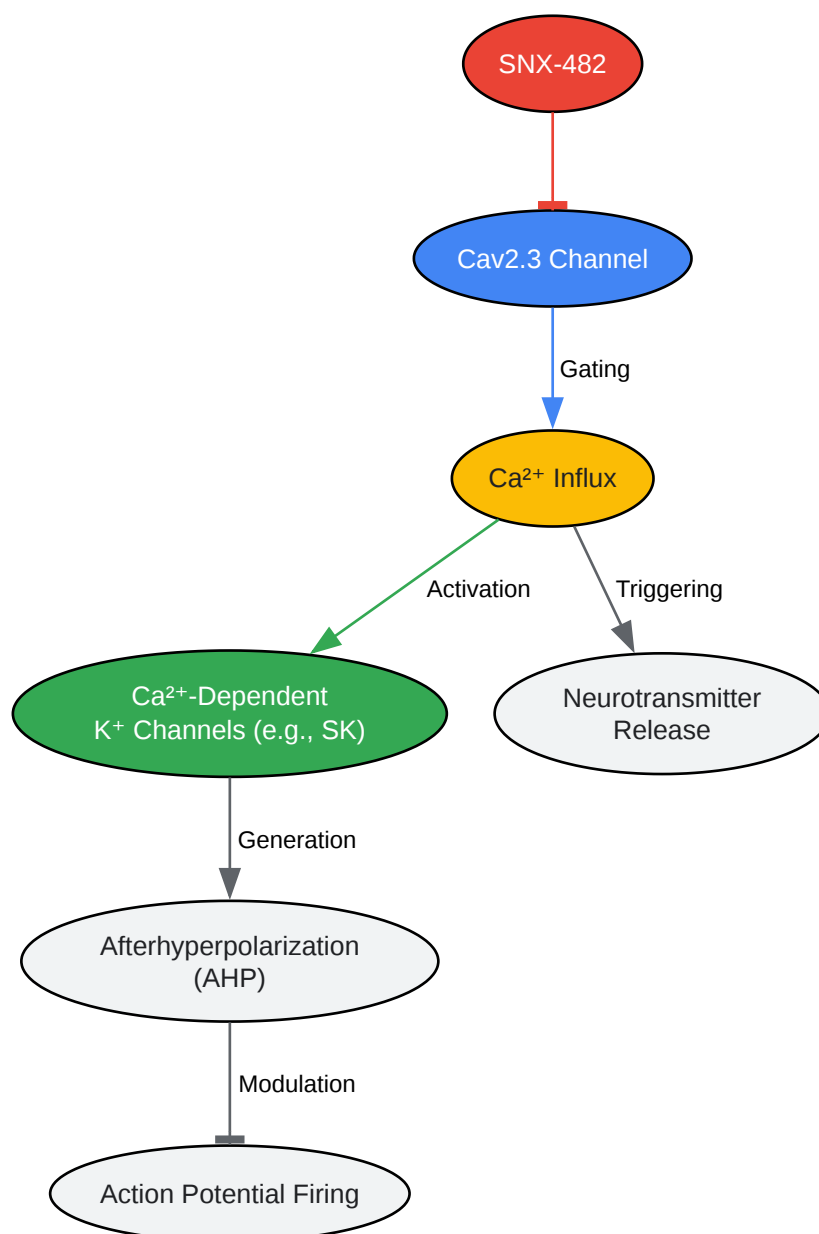 SNX-482
Cav2.3 Channel
Gating
Ca²⁺ Influx
Activation
Triggering
Ca²⁺-Dependent
K⁺ Channels (e.g., SK)
Neurotransmitter
Release
Generation
Afterhyperpolarization
(AHP)
Modulation
Action Potential Firing